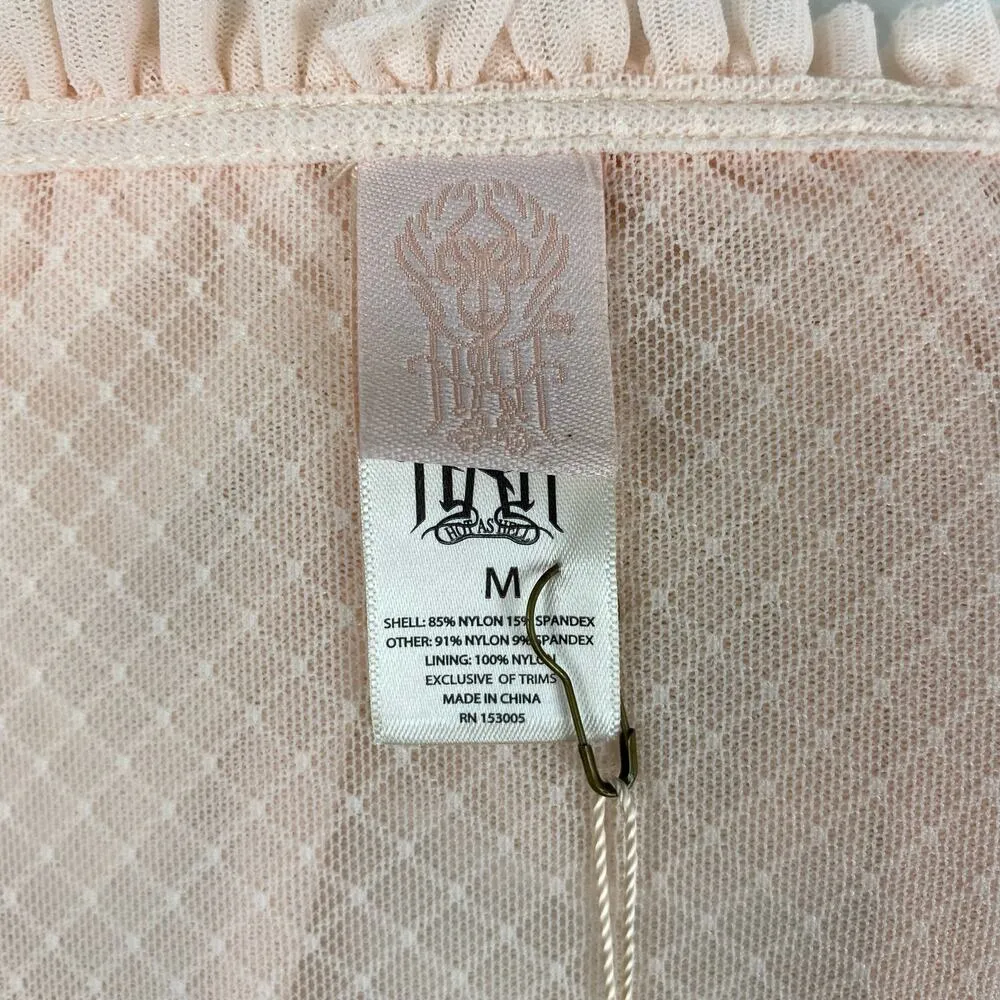 HOT AS HELL
M
SHELL: 85% NYLON 15% SPANDEX
OTHER: 91% NYLON 9% SPANDEX
LINING: 100% NYLON
EXCLUSIVE OF TRIMS
MADE IN CHINA
RN 153005